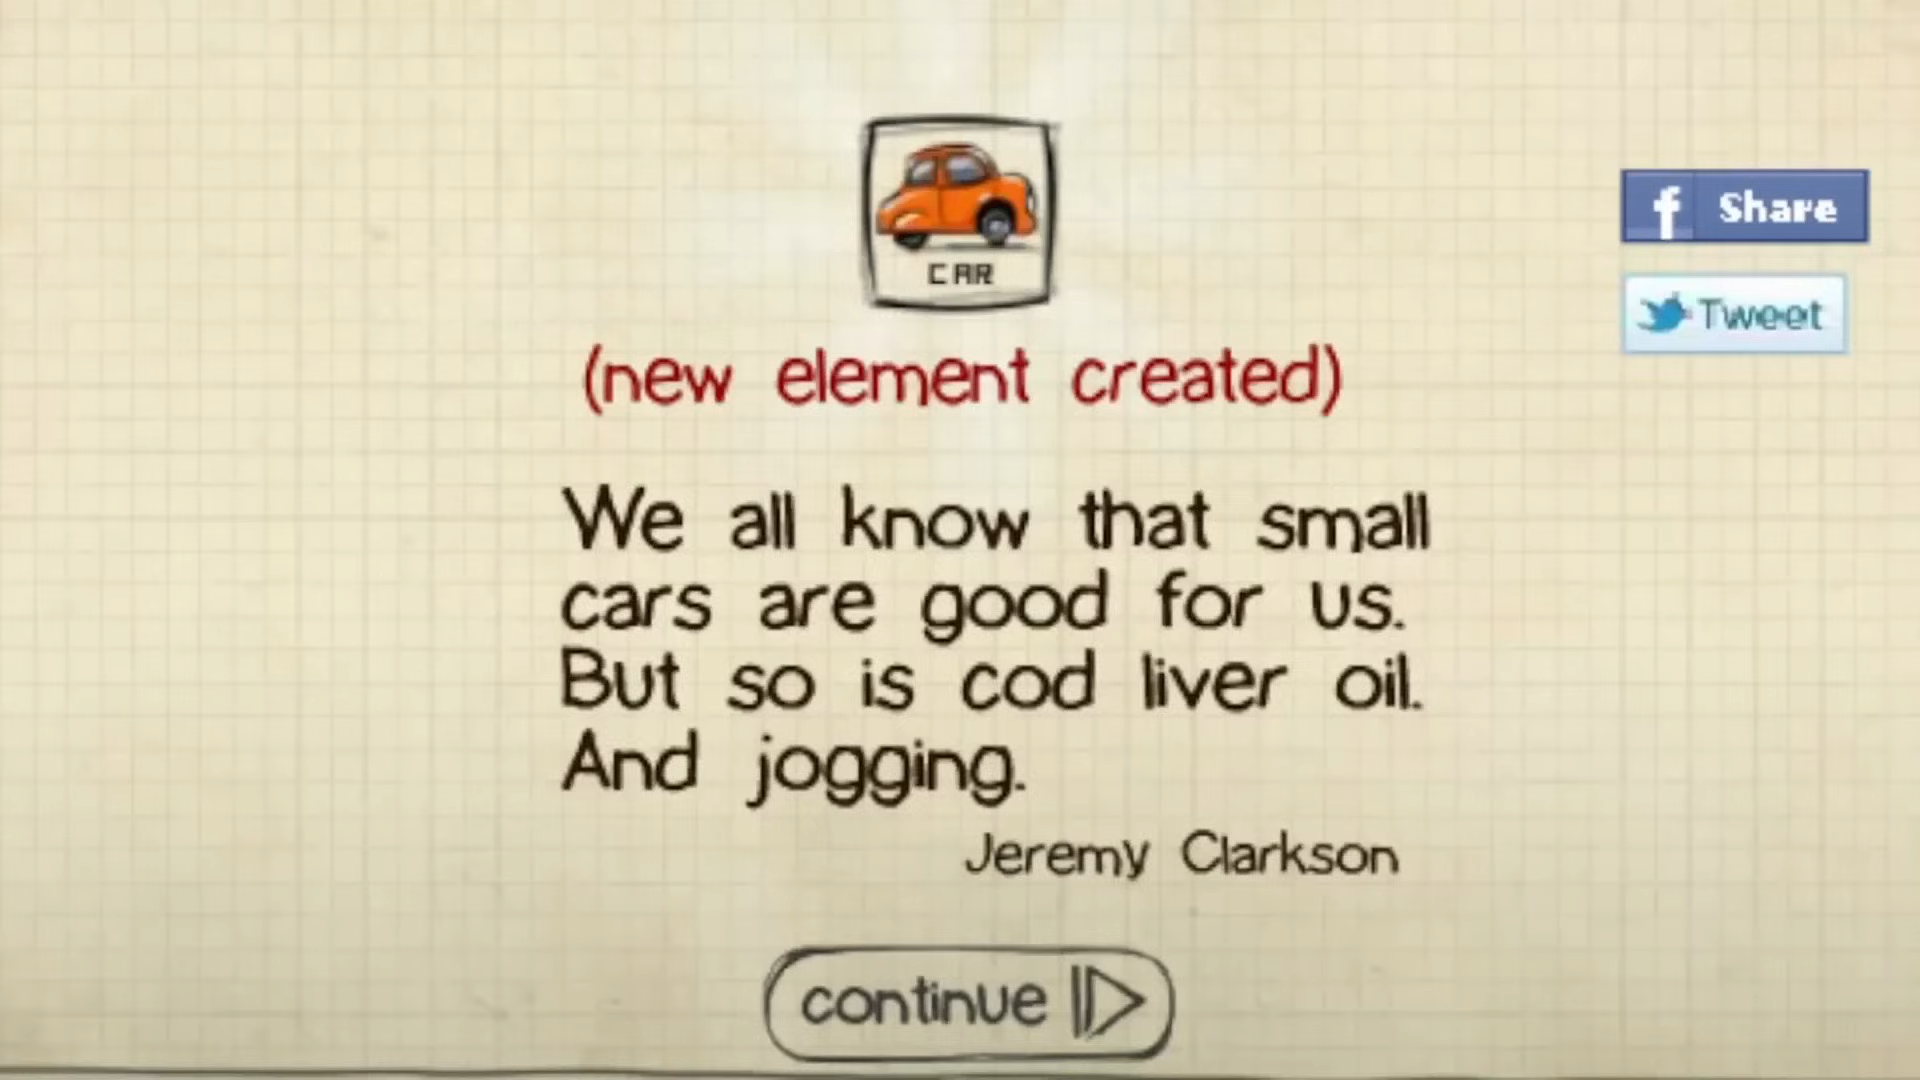 CAR
(new element created)
f Share
Tweet
We all know that small
cars are good for us.
But so is cod liver oil.
And jogging.
Jeremy Clarkson
continue